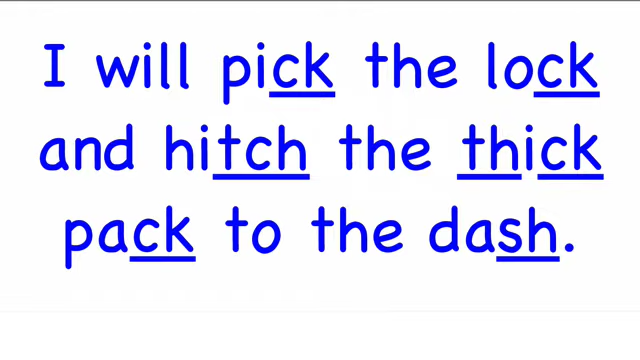 I will pick the lock
and hitch the thick
pack to the dash.